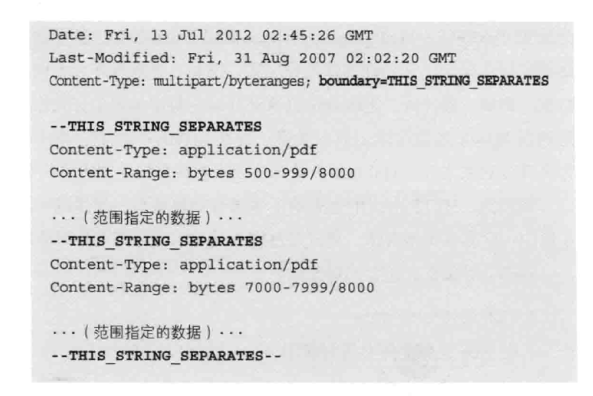 Date: Fri, 13 Jul 2012 02:45:26 GMT
Last-Modified: Fri, 31 Aug 2007 02:02:20 GMT
Content-Type: multipart/byteranges; boundary=THIS_STRING_SEPARATES
--THIS_STRING_SEPARATES
Content-Type: application/pdf
Content-Range: bytes 500-999/8000
···(范围指定的数据)···
--THIS_STRING_SEPARATES
Content-Type: application/pdf
Content-Range: bytes 7000-7999/8000
···(范围指定的数据)···
--THIS_STRING_SEPARATES--